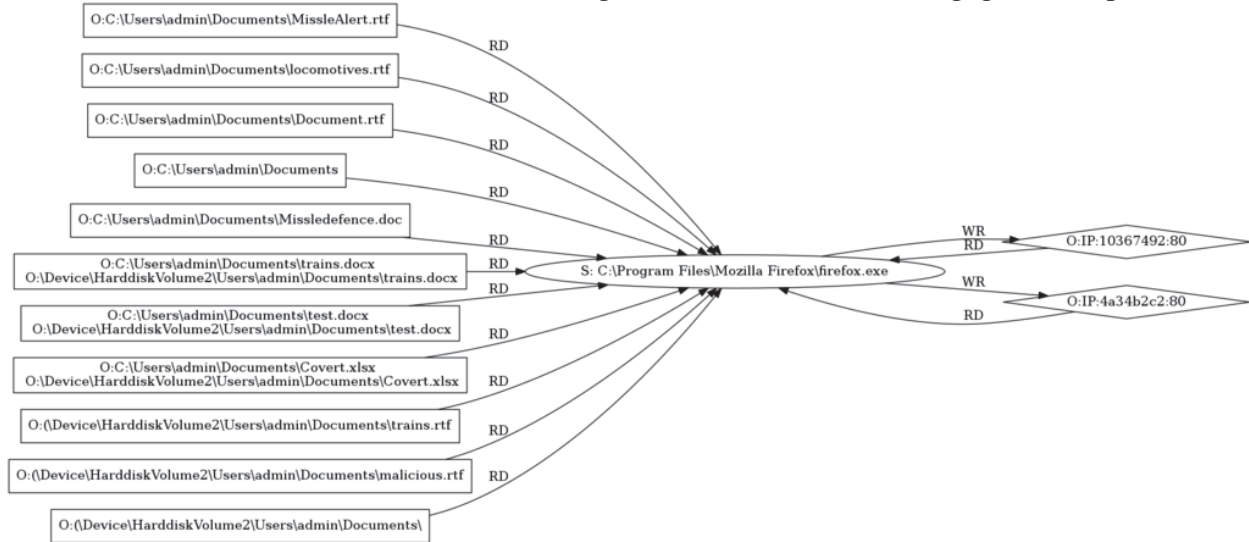 O:C:\Users\admin\Documents\MissleAlert.rtf
RD
O:C:\Users\admin\Documents\locomotives.rtf
RD
O:C:\Users\admin\Documents\Document.rtf
RD
O:C:\Users\admin\Documents
RD
O:C:\Users\admin\Documents\Missledefence.doc
RD
O:C:\Users\admin\Documents\trains.docx
O:\Device\HarddiskVolume2\Users\admin\Documents\trains.docx
RD
O:C:\Users\admin\Documents\test.docx
O:\Device\HarddiskVolume2\Users\admin\Documents\test.docx
RD
O:C:\Users\admin\Documents\Covert.xlsx
O:\Device\HarddiskVolume2\Users\admin\Documents\Covert.xlsx
RD
O:(\Device\HarddiskVolume2\Users\admin\Documents\trains.rtf
RD
O:(\Device\HarddiskVolume2\Users\admin\Documents\malicious.rtf
RD
O:(\Device\HarddiskVolume2\Users\admin\Documents\
RD
S: C:\Program Files\Mozilla Firefox\firefox.exe
WR
RD
O:IP:10367492:80
WR
RD
O:IP:4a34b2c2:80